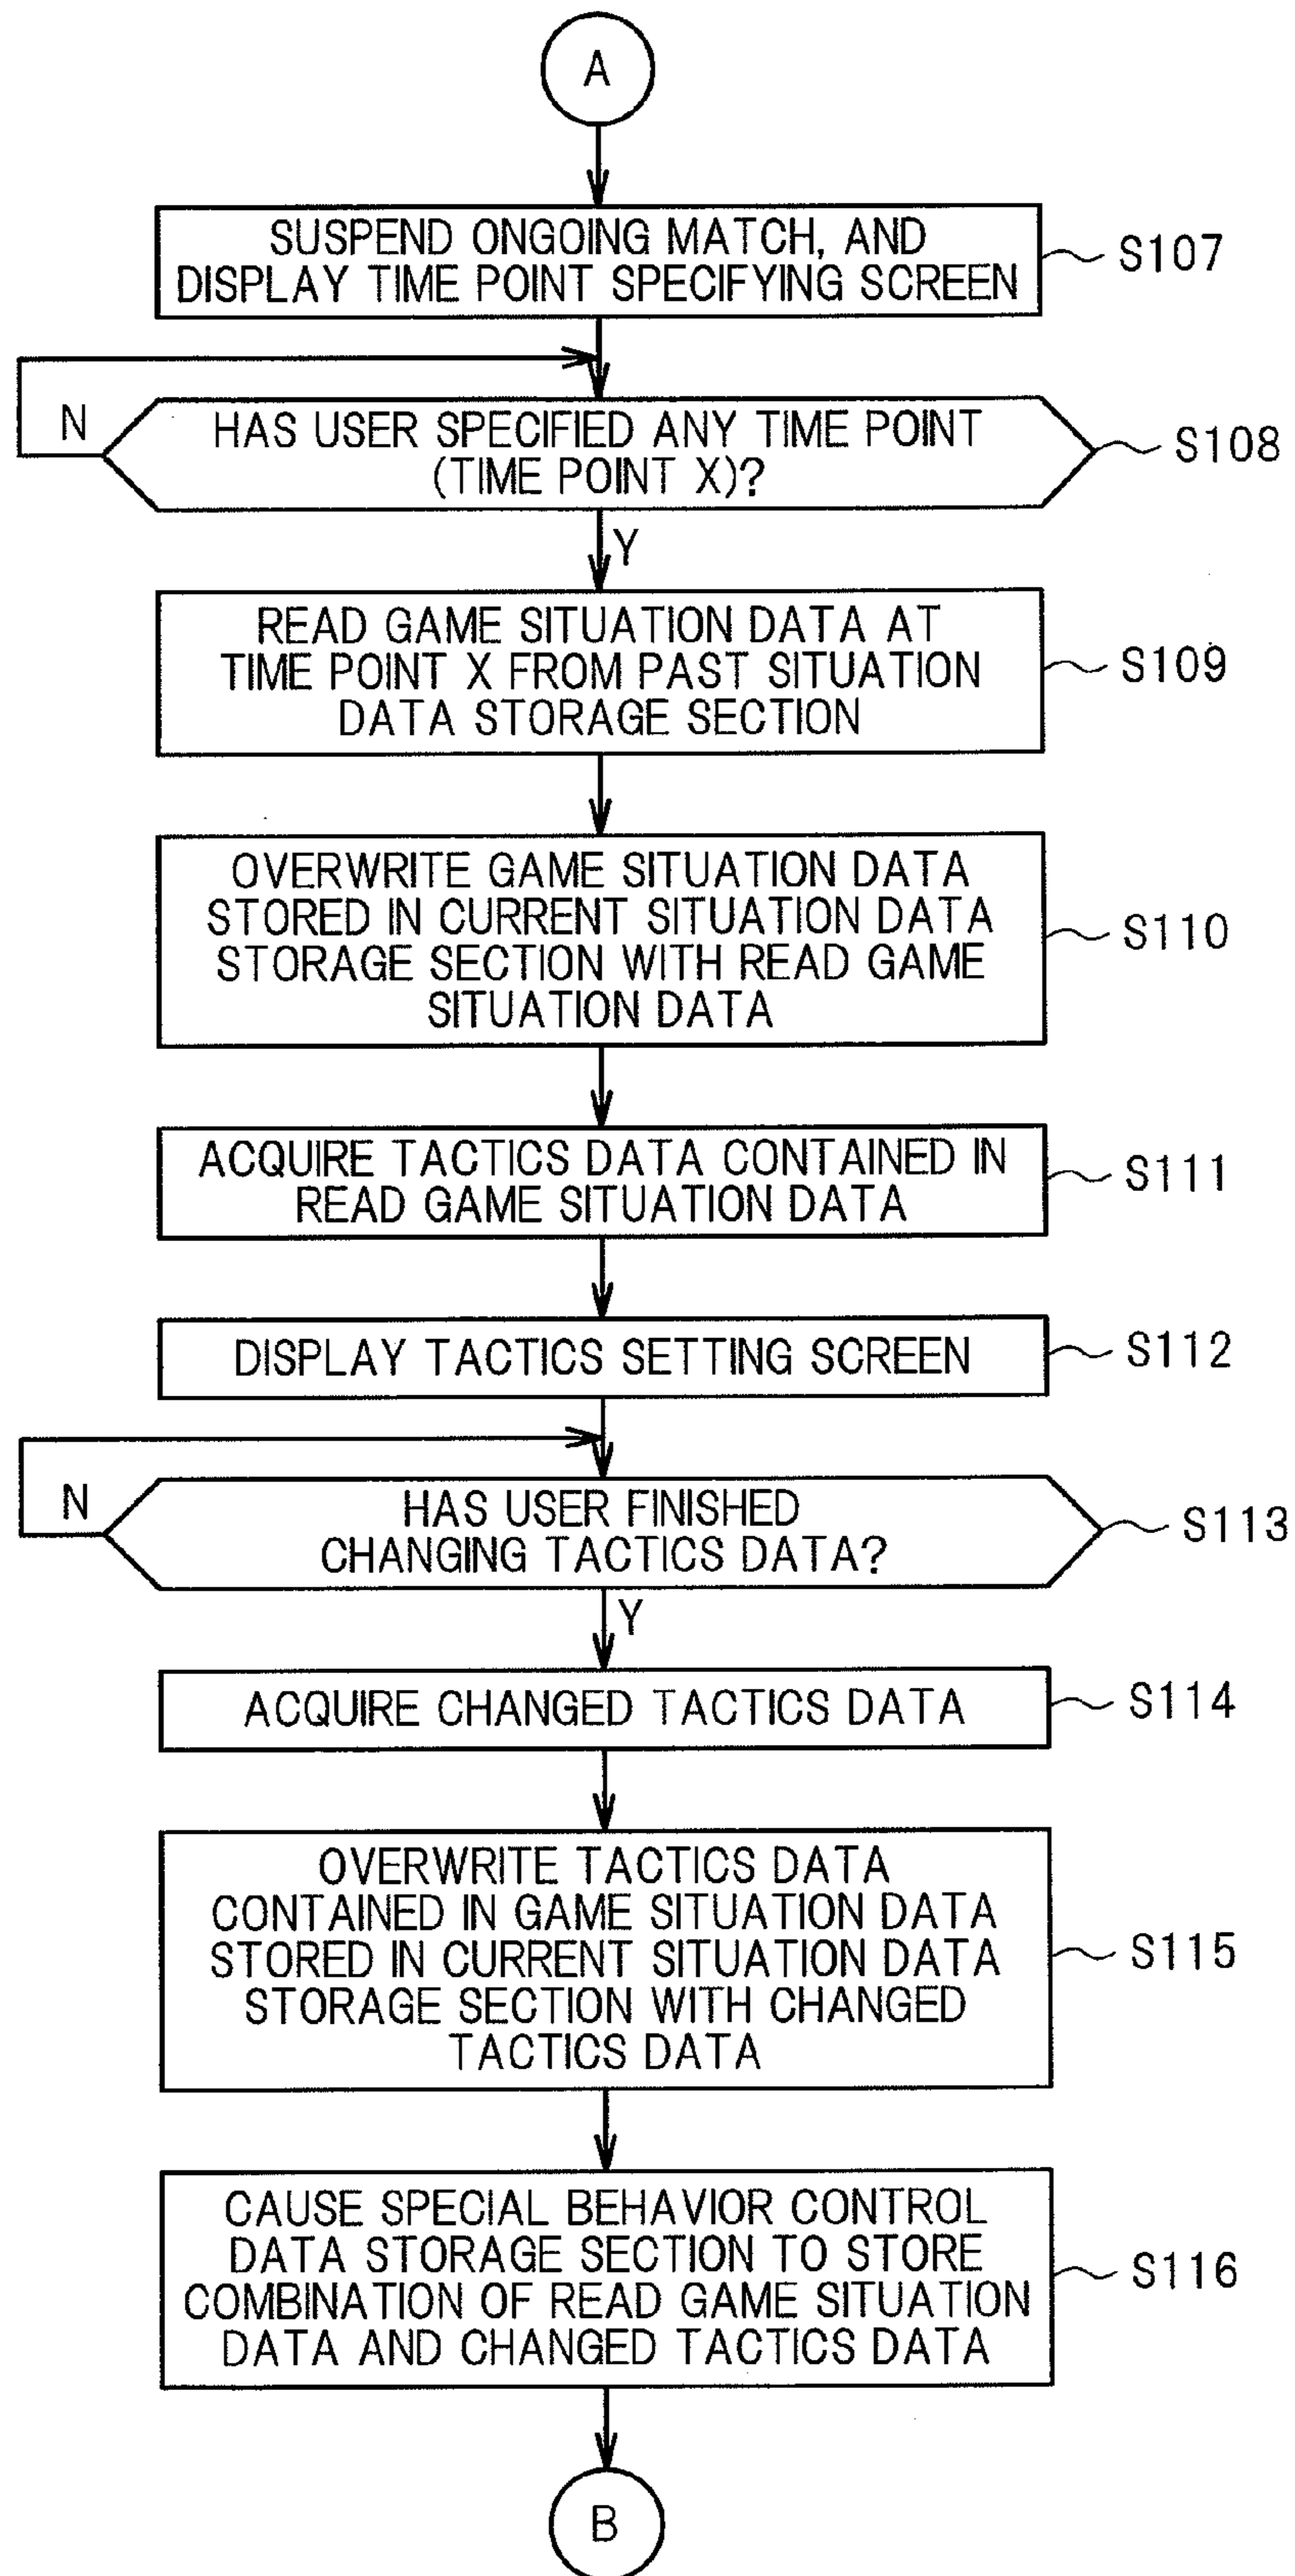 A
SUSPEND ONGOING MATCH, AND
DISPLAY TIME POINT SPECIFYING SCREEN
S107
N
HAS USER SPECIFIED ANY TIME POINT
(TIME POINT X)?
S108
Y
READ GAME SITUATION DATA AT
TIME POINT X FROM PAST SITUATION
DATA STORAGE SECTION
S109
OVERWRITE GAME SITUATION DATA
STORED IN CURRENT SITUATION DATA
STORAGE SECTION WITH READ GAME
SITUATION DATA
S110
ACQUIRE TACTICS DATA CONTAINED IN
READ GAME SITUATION DATA
S111
DISPLAY TACTICS SETTING SCREEN
S112
N
HAS USER FINISHED
CHANGING TACTICS DATA?
S113
Y
ACQUIRE CHANGED TACTICS DATA
S114
OVERWRITE TACTICS DATA
CONTAINED IN GAME SITUATION DATA
STORED IN CURRENT SITUATION DATA
STORAGE SECTION WITH CHANGED
TACTICS DATA
S115
CAUSE SPECIAL BEHAVIOR CONTROL
DATA STORAGE SECTION TO STORE
COMBINATION OF READ GAME SITUATION
DATA AND CHANGED TACTICS DATA
S116
B